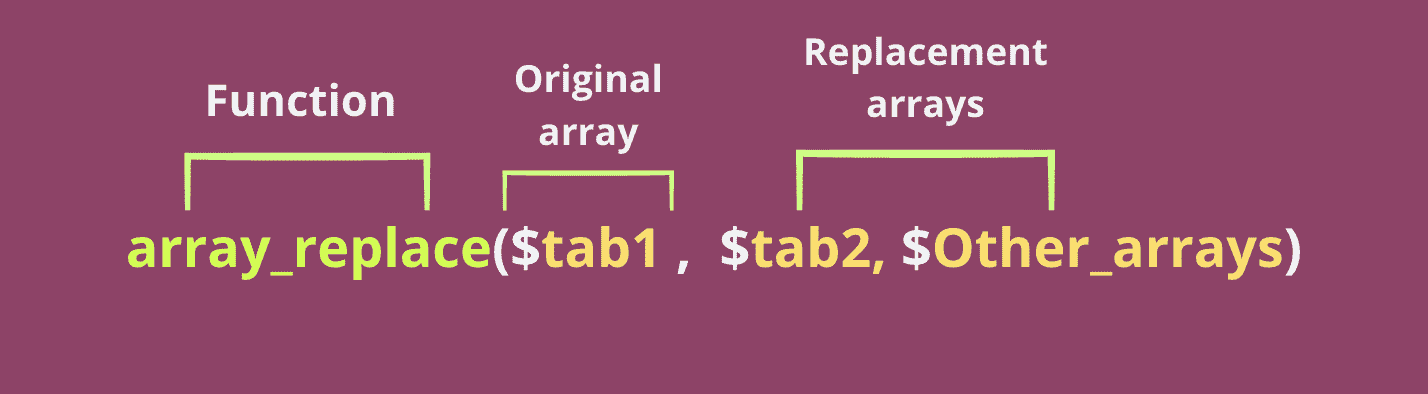 Function
Original
array
Replacement
arrays
array_replace($tab1 , $tab2, $Other_arrays)